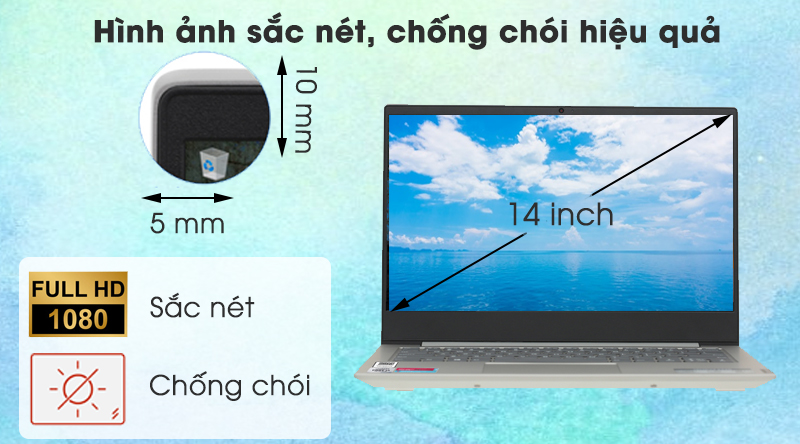 Hình ảnh sắc nét, chống chói hiệu quả
10 mm
5 mm
14 inch
FULL HD
1080
Sắc nét
Chống chói